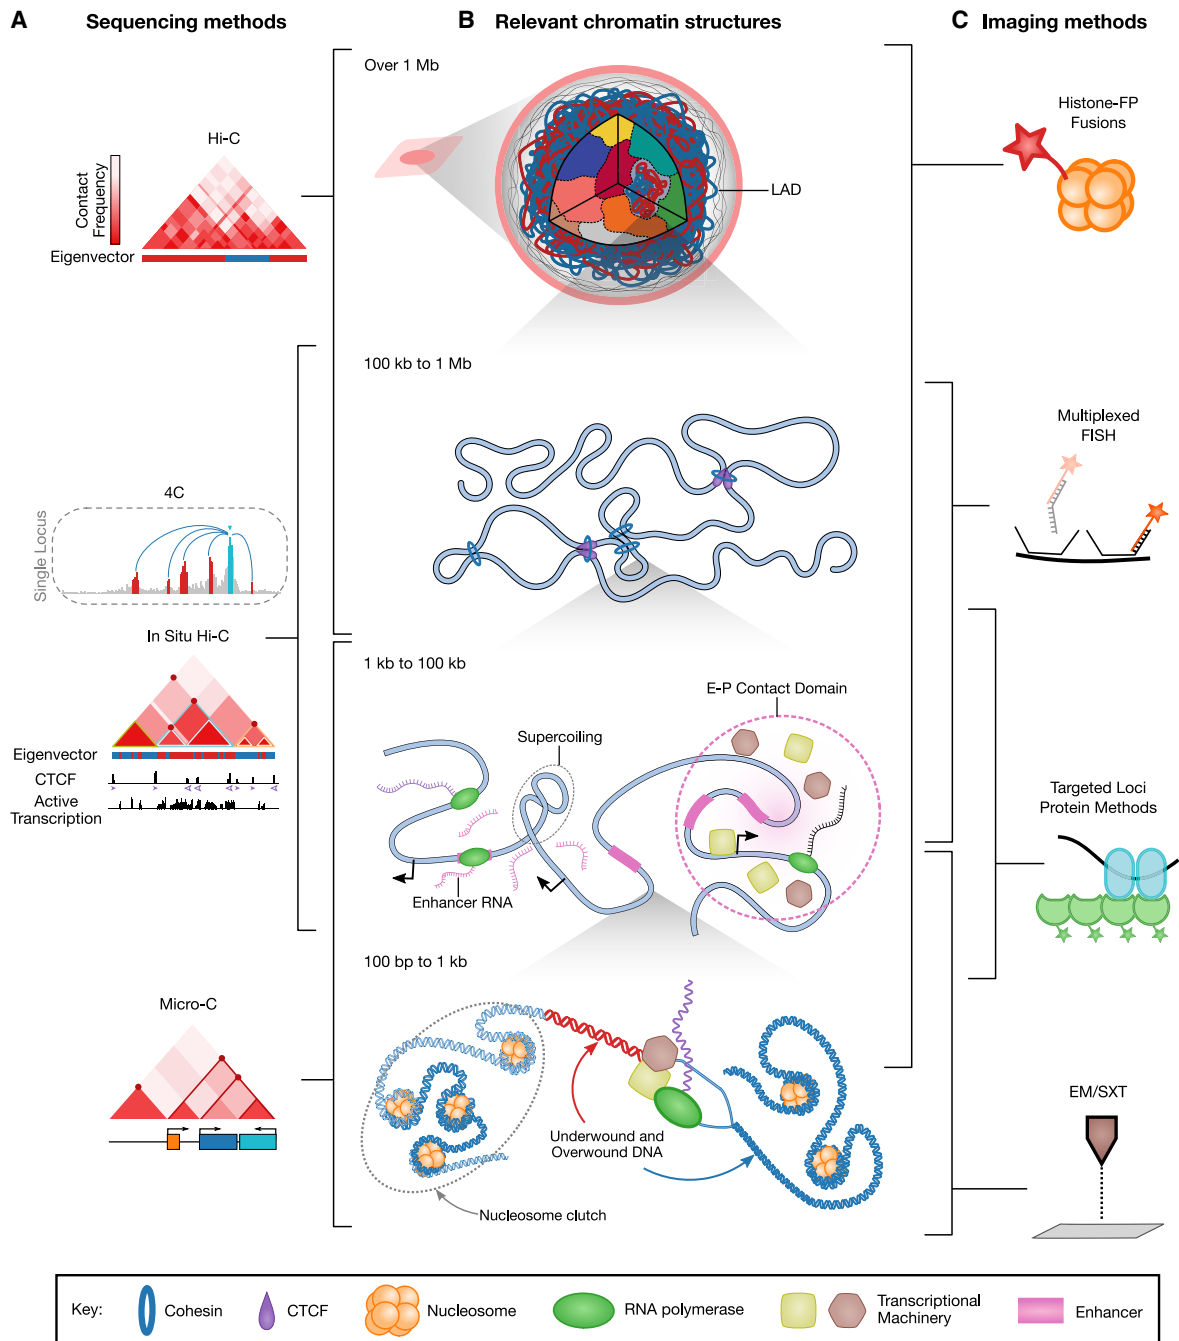 A Sequencing methods
B Relevant chromatin structures
C Imaging methods
Over 1 Mb
Hi-C
Contact
Frequency
Eigenvector
LAD
Histone-FP
Fusions
100 kb to 1 Mb
Multiplexed
FISH
4C
Single Locus
In Situ Hi-C
Eigenvector
CTCF
Active
Transcription
1 kb to 100 kb
E-P Contact Domain
Supercoiling
Enhancer RNA
Targeted Loci
Protein Methods
100 bp to 1 kb
Micro-C
Underwound and
Overwound DNA
Nucleosome clutch
EM/SXT
Key:
Cohesin
CTCF
Nucleosome
RNA polymerase
Transcriptional
Machinery
Enhancer